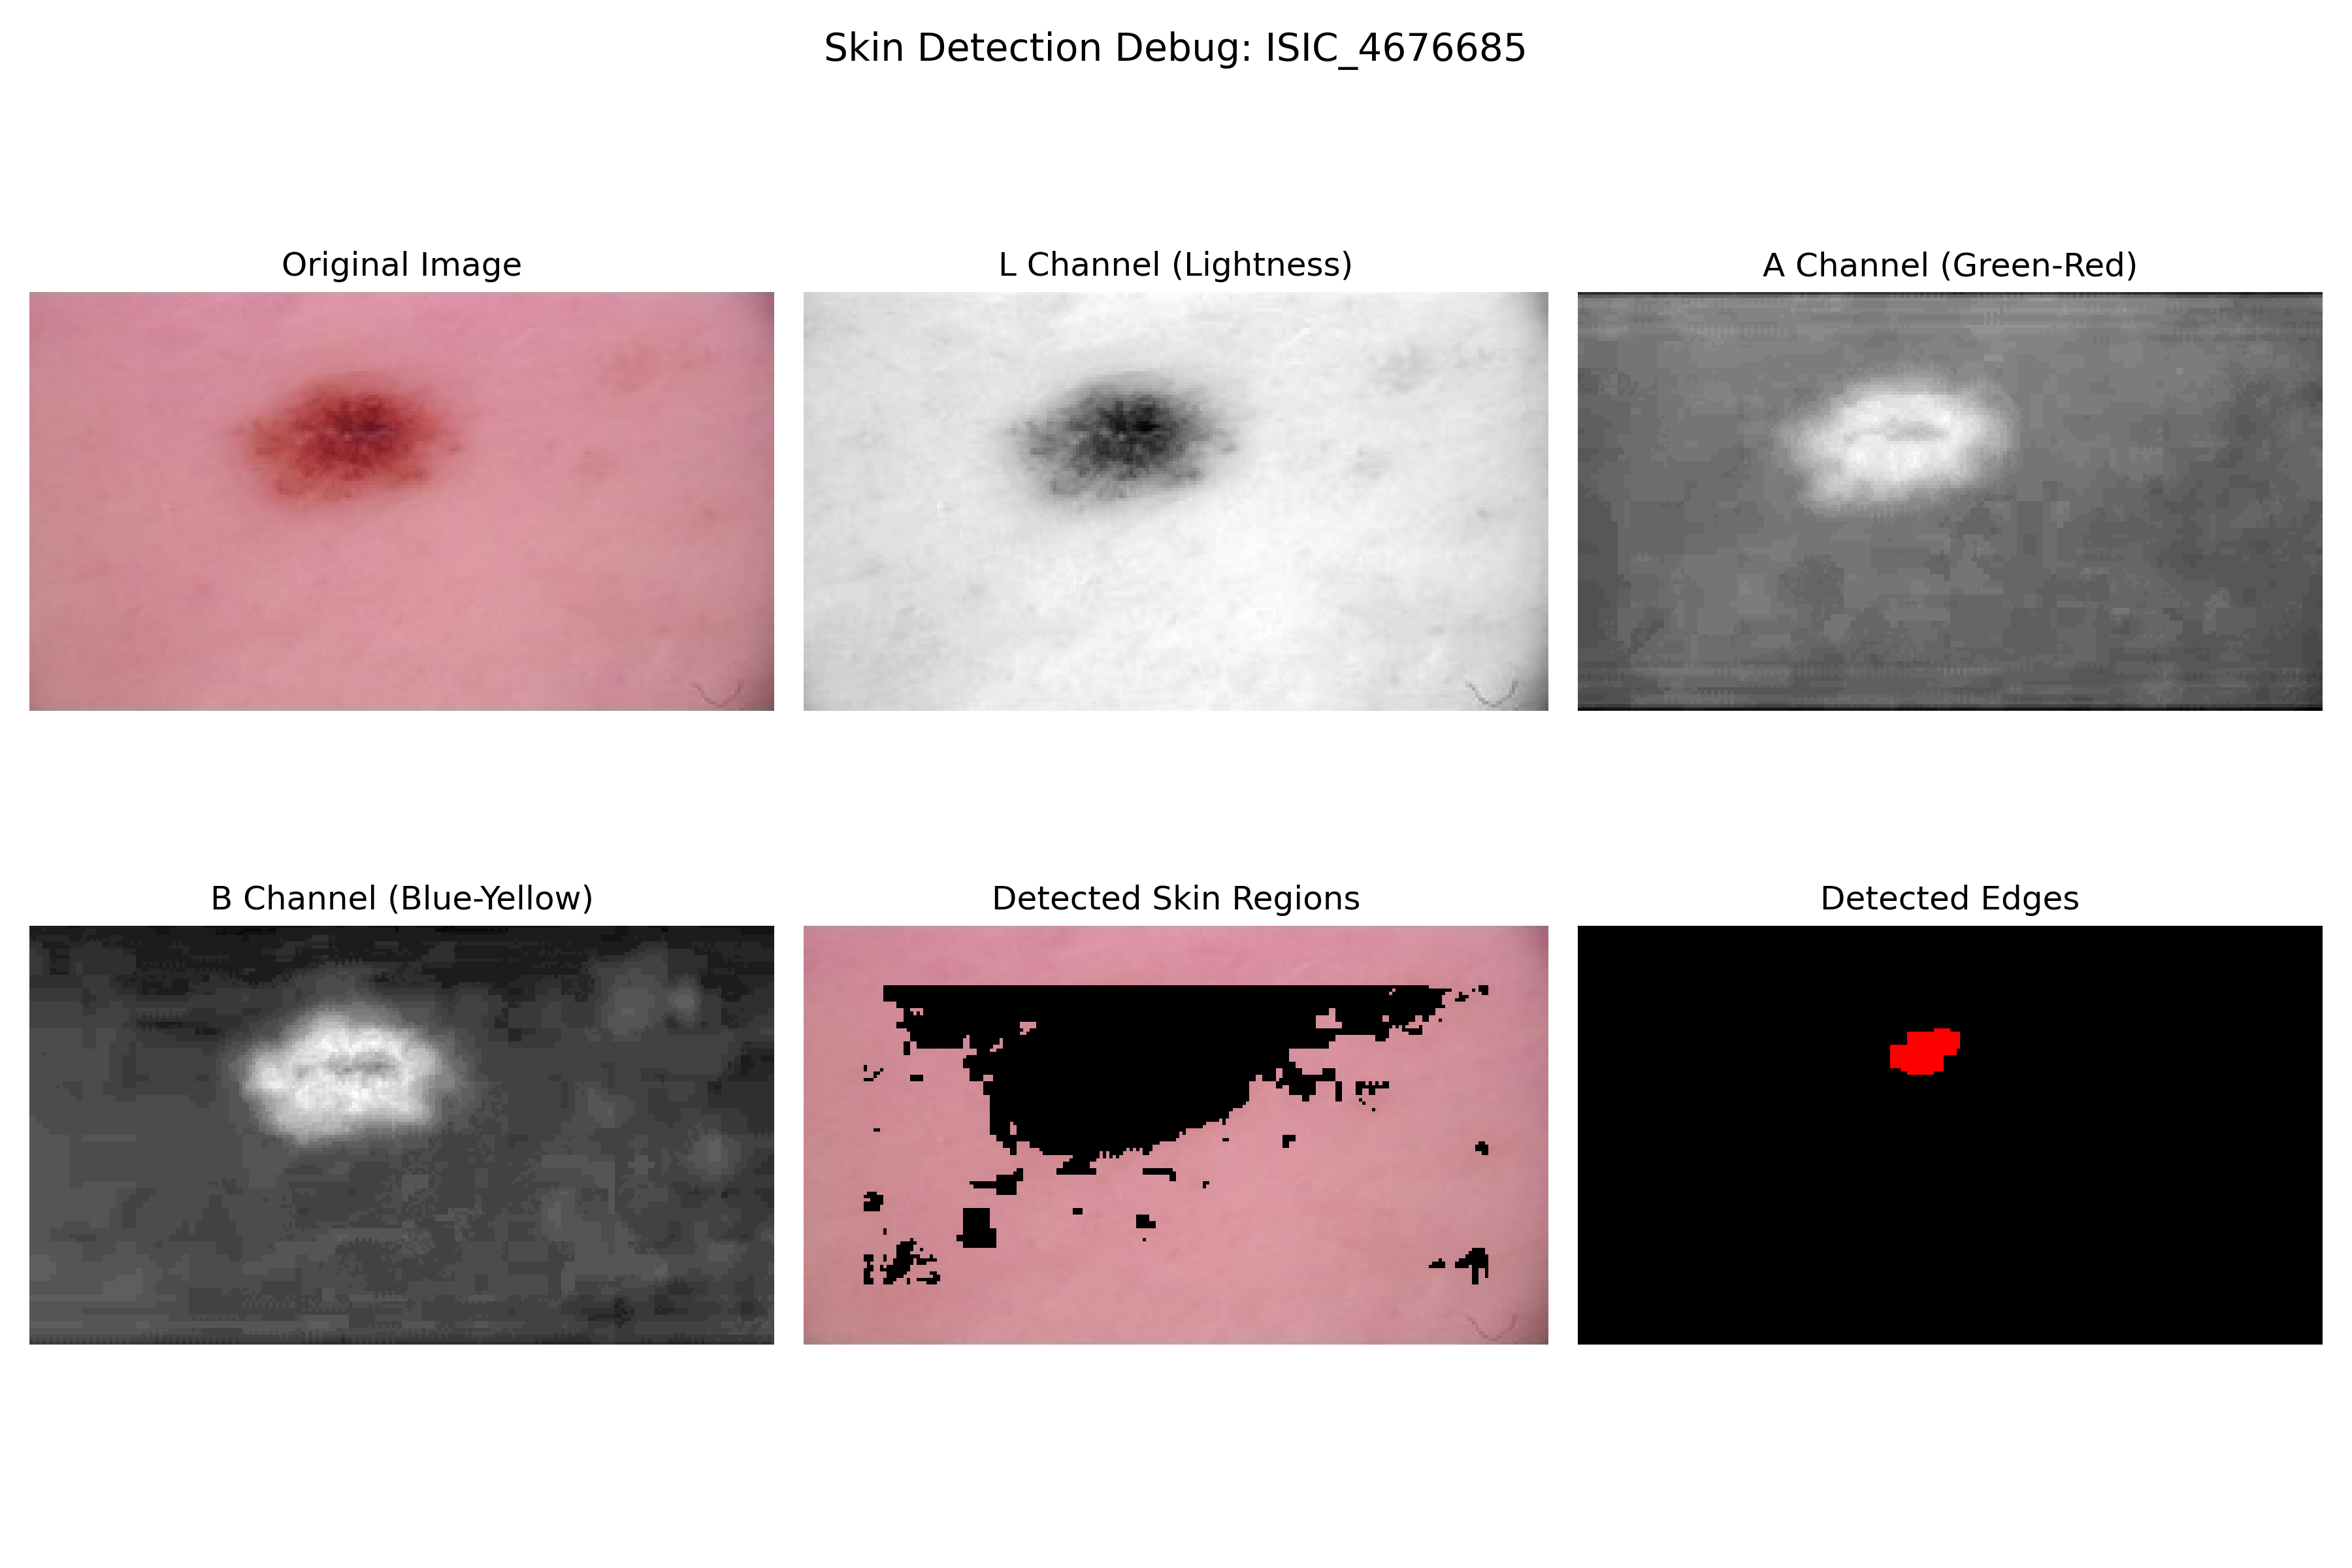 Skin Detection Debug: ISIC_4676685
Original Image
L Channel (Lightness)
A Channel (Green-Red)
B Channel (Blue-Yellow)
Detected Skin Regions
Detected Edges